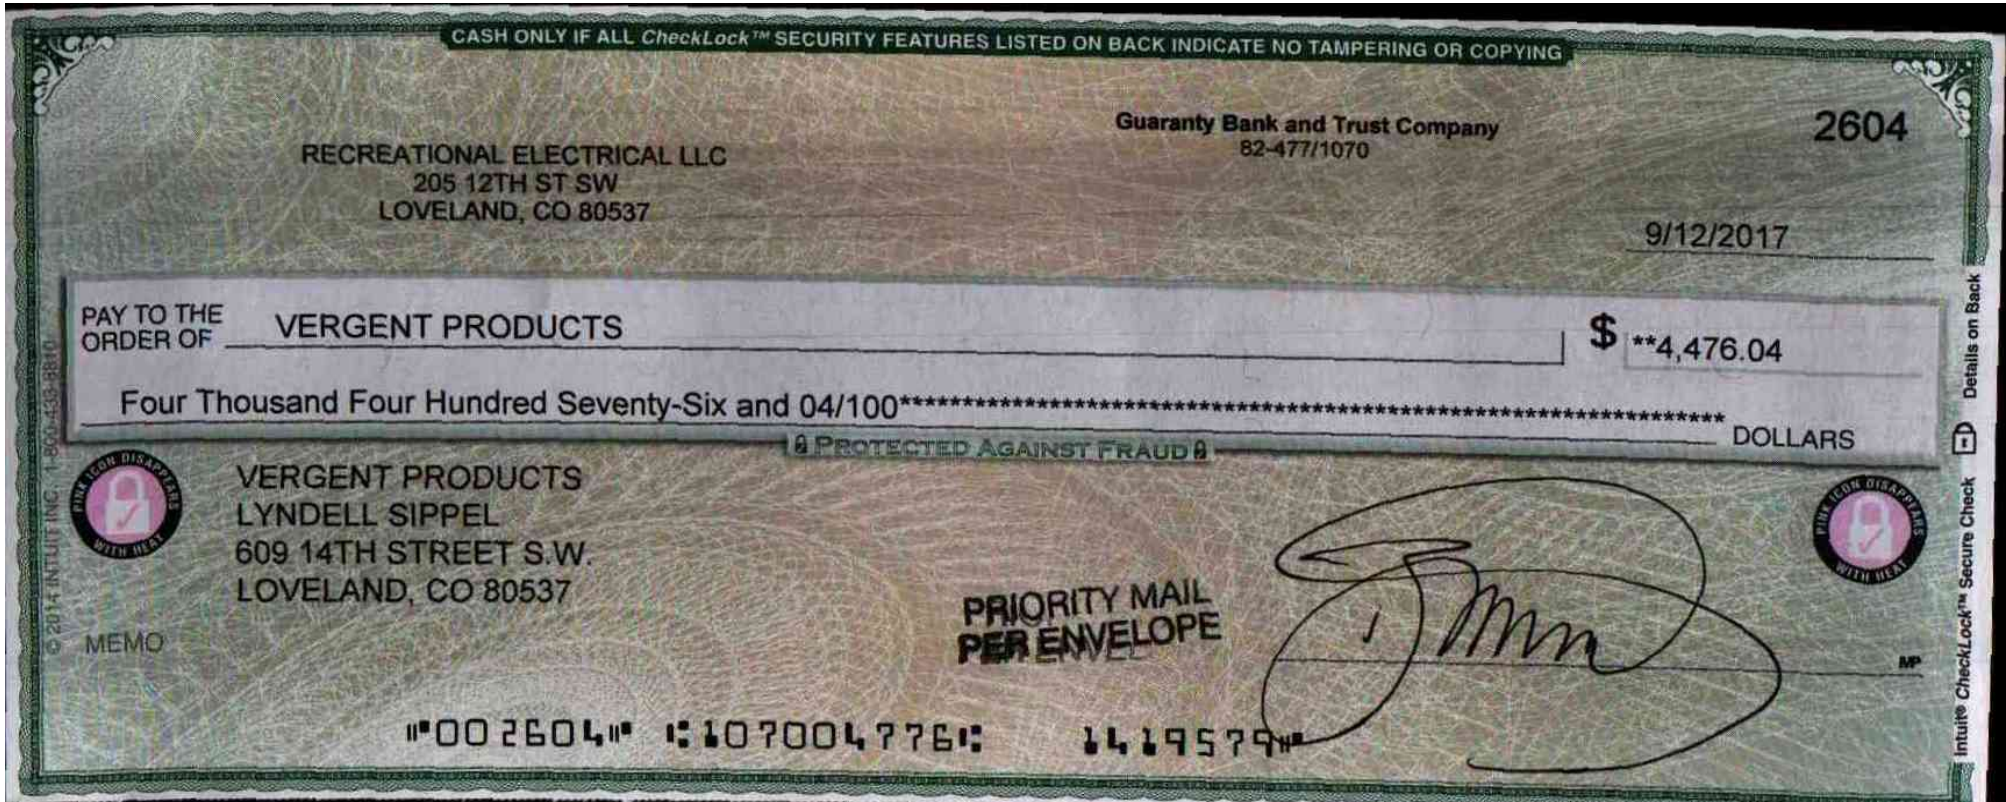 CASH ONLY IF ALL CheckLock™ SECURITY FEATURES LISTED ON BACK INDICATE NO TAMPERING OR COPYING
Guaranty Bank and Trust Company
82-477/1070
2604
RECREATIONAL ELECTRICAL LLC
205 12TH ST SW
LOVELAND, CO 80537
9/12/2017
PAY TO THE
ORDER OF
VERGENT PRODUCTS
$ **4,476.04
Four Thousand Four Hundred Seventy-Six and 04/100**********************************************************************
DOLLARS
PROTECTED AGAINST FRAUD
PINK ICON DISAPPEARS WITH HEAT
VERGENT PRODUCTS
LYNDELL SIPPEL
609 14TH STREET S.W.
LOVELAND, CO 80537
PINK ICON DISAPPEARS WITH HEAT
PRIORITY MAIL
PER ENVELOPE
MEMO
MP
⑈002604⑈ ⑆107004776⑆ 1419579⑈
© 2014 INTUIT INC. 1-800-433-8810
Intuit® CheckLock™ Secure Check Details on Back